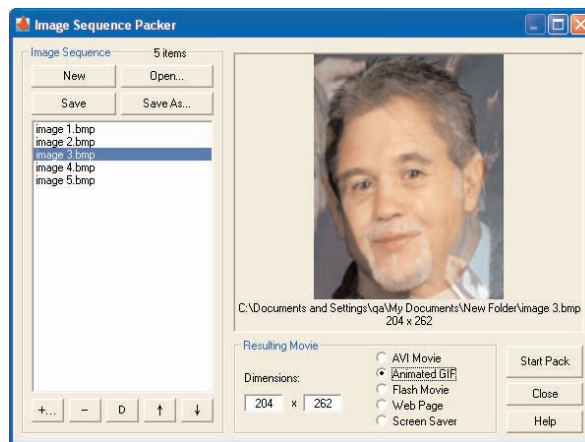 Image Sequence Packer
Image Sequence 5 items
New Open...
Save Save As...
image 1.bmp
image 2.bmp
image 3.bmp
image 4.bmp
image 5.bmp
+... - D ↑ ↓
C:\Documents and Settings\qa\My Documents\New Folder\image 3.bmp
204 x 262
Resulting Movie
Dimensions:
204 x 262
AVI Movie
Animated GIF
Flash Movie
Web Page
Screen Saver
Start Pack
Close
Help